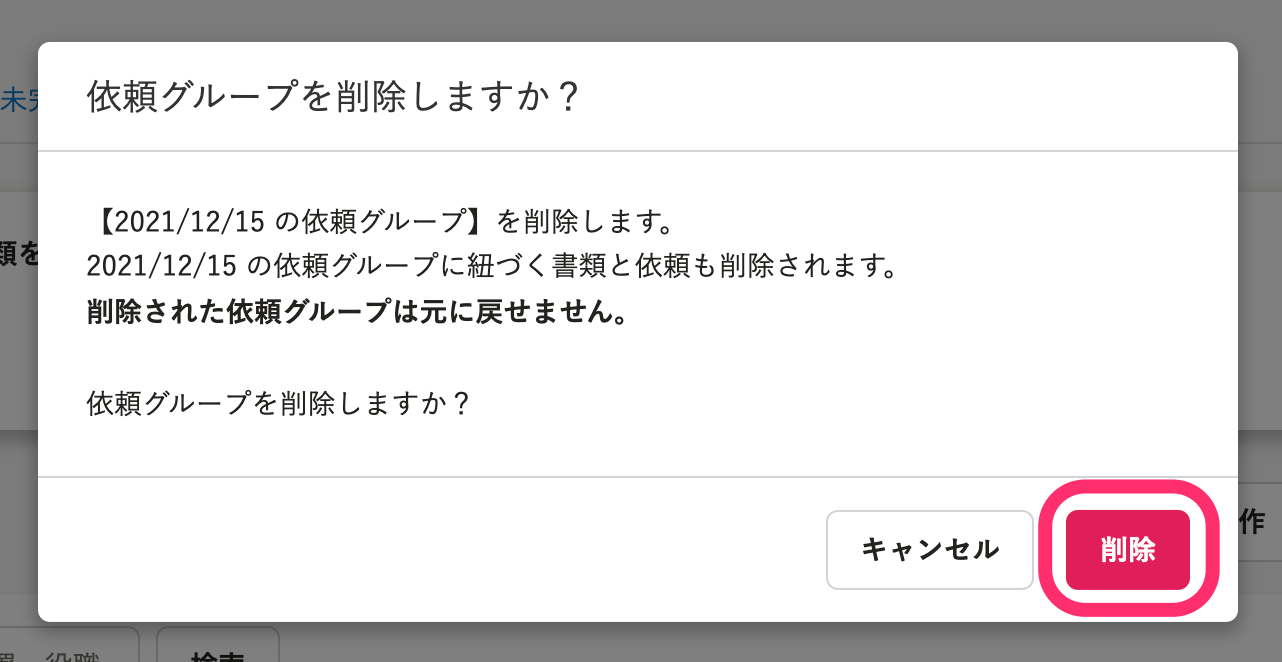 依頼グループを削除しますか？
【2021/12/15 の依頼グループ】を削除します。
2021/12/15 の依頼グループに紐づく書類と依頼も削除されます。
削除された依頼グループは元に戻せません。
依頼グループを削除しますか？
キャンセル
削除
未
類を
作
役職
検索